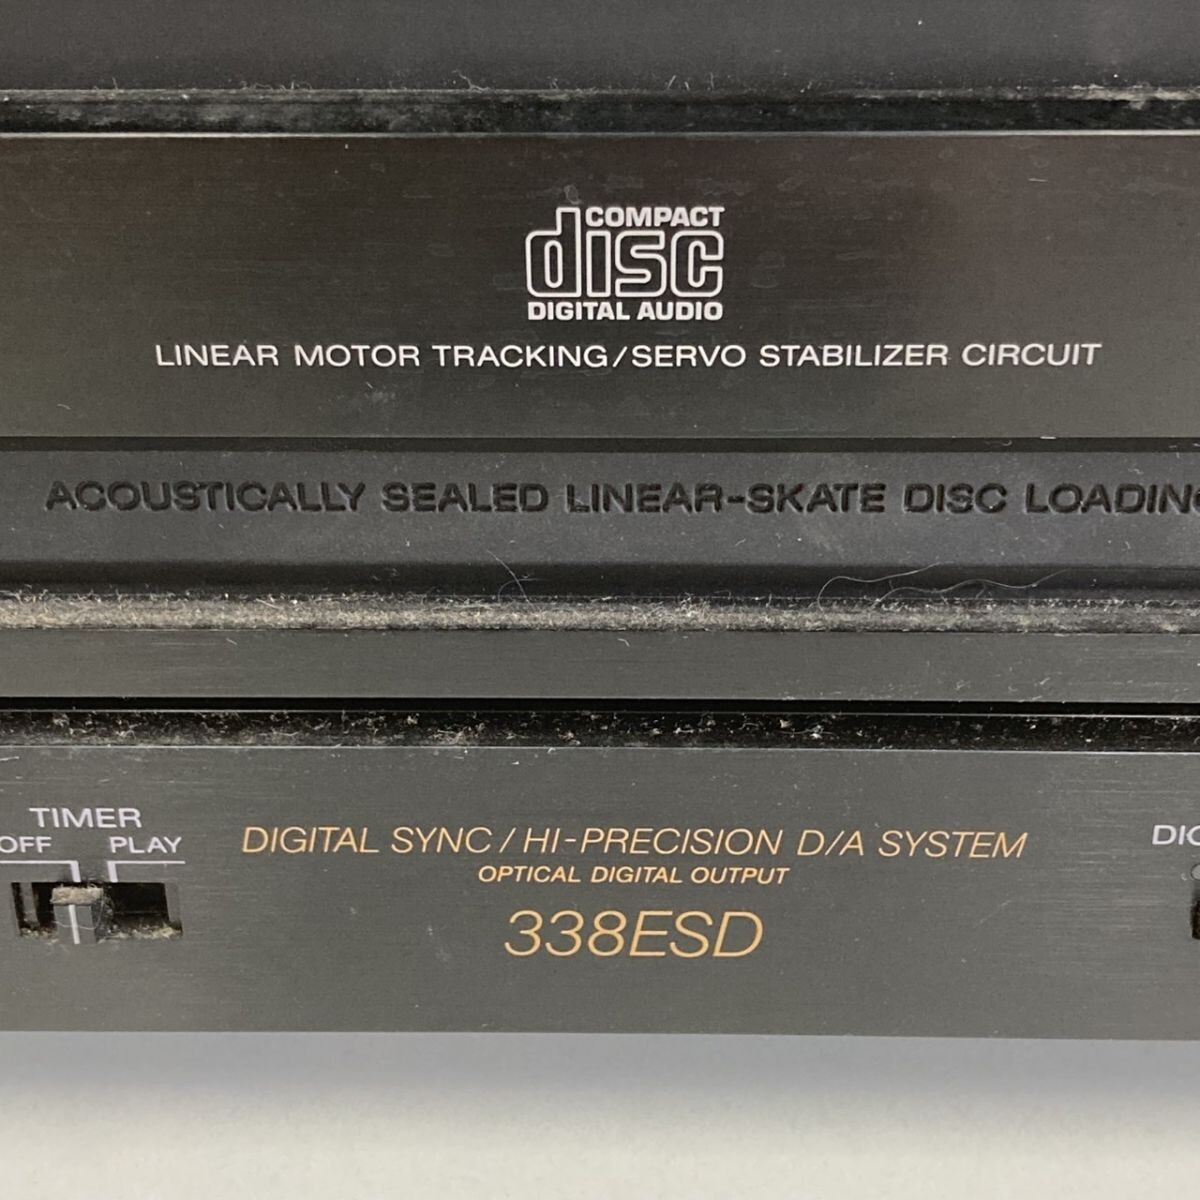 COMPACT
disc
DIGITAL AUDIO
LINEAR MOTOR TRACKING/SERVO STABILIZER CIRCUIT
ACOUSTICALLY SEALED LINEAR-SKATE DISC LOADING
TIMER
OFF PLAY
DIGITAL SYNC/HI-PRECISION D/A SYSTEM
OPTICAL DIGITAL OUTPUT
338ESD